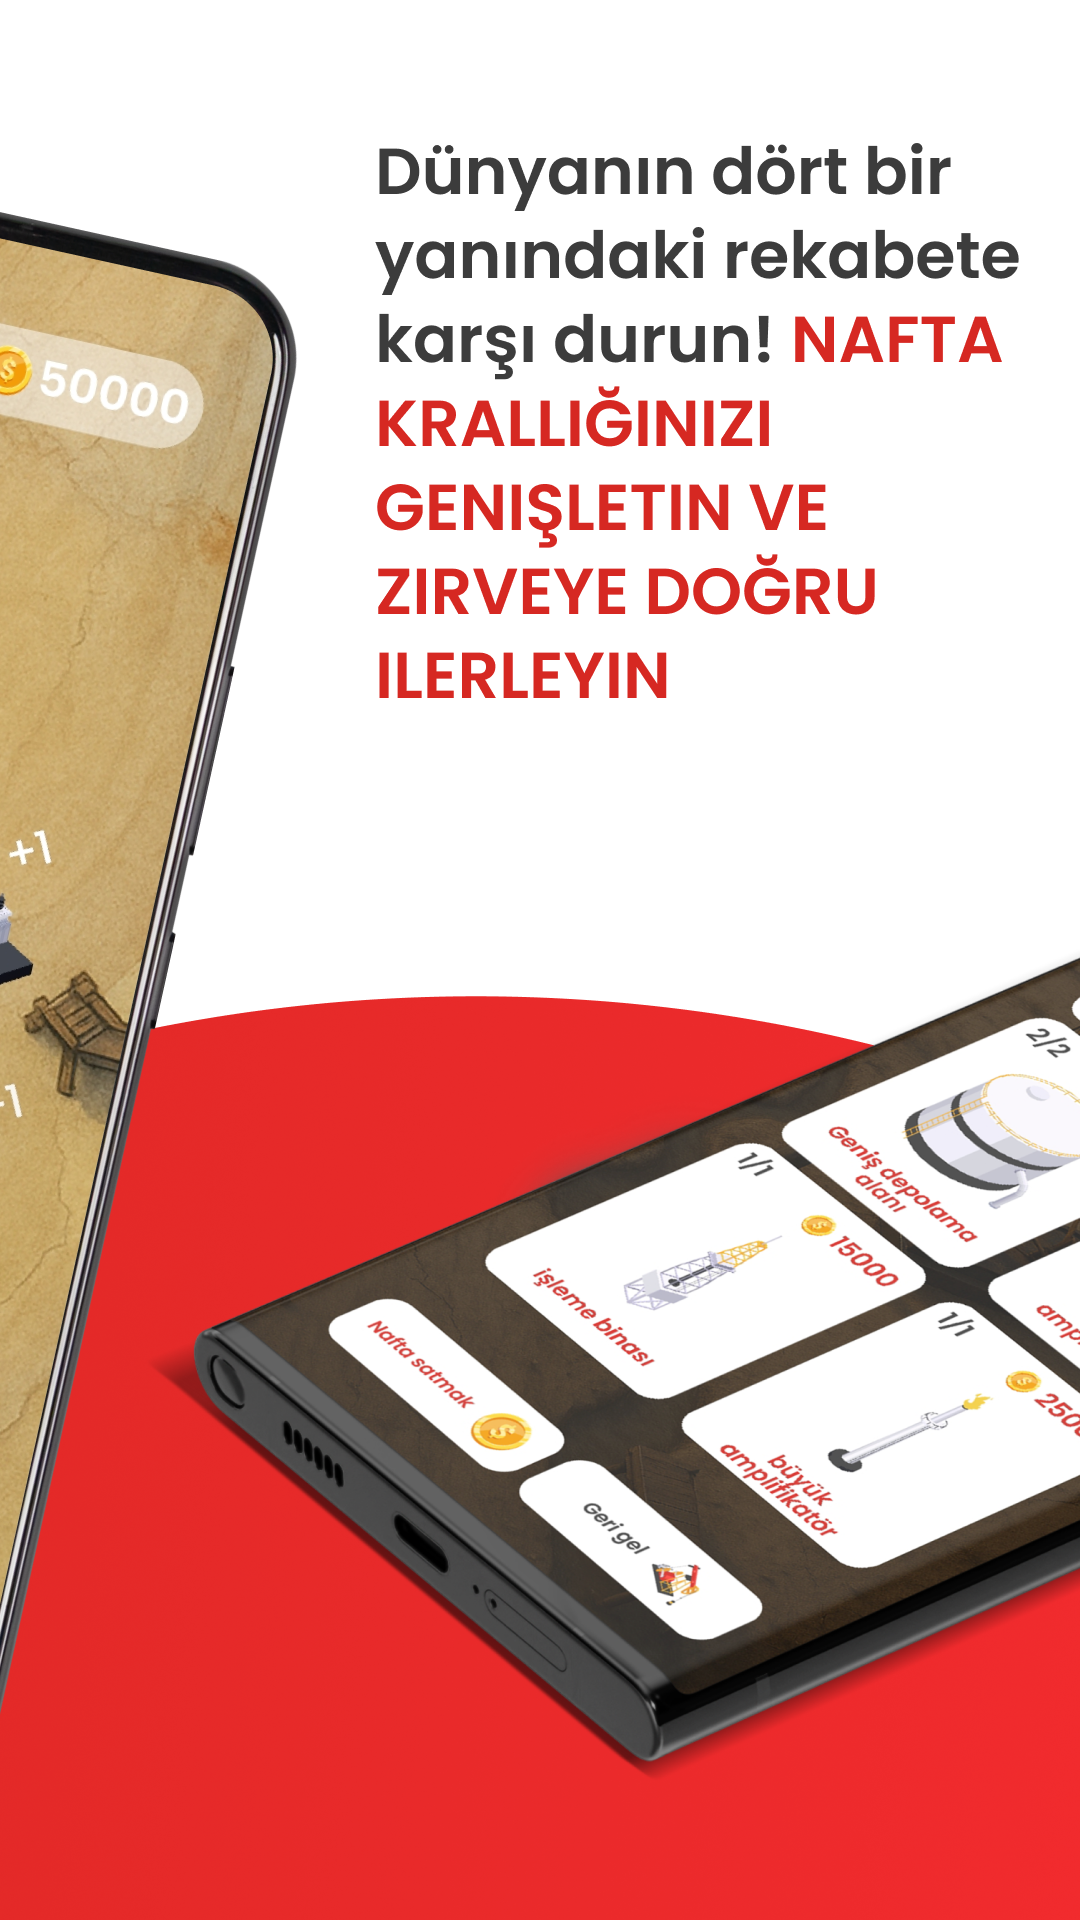 Dünyanın dört bir
yanındaki rekabete
karşı durun! NAFTA
KRALLIĞINIZI
GENIŞLETIN VE
ZIRVEYE DOĞRU
ILERLEYIN
50000
+1
2/2
Geniş depolama
alanı
1/1
15000
işleme binası
1/1
büyük
amplifikatör
Nafta satmak
Geri gel